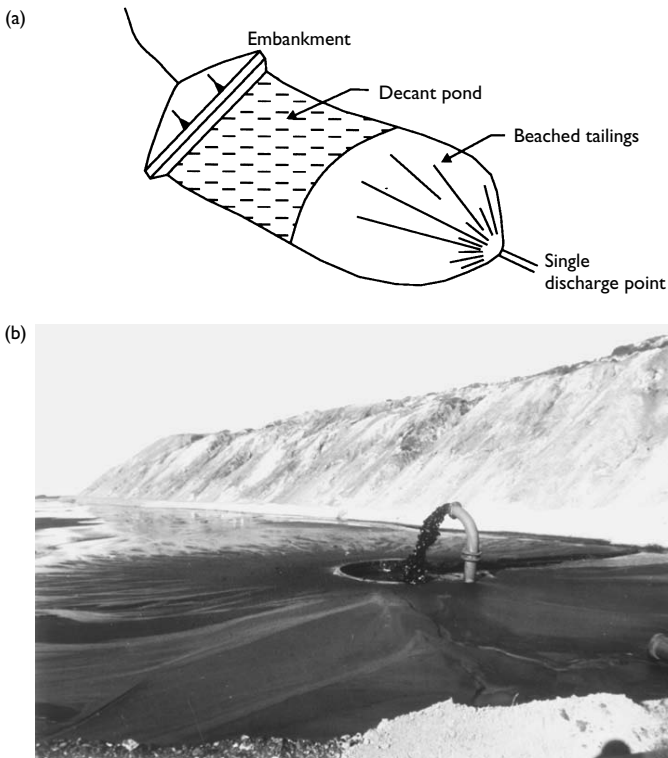 (a)
Embankment
Decant pond
Beached tailings
Single
discharge point
(b)